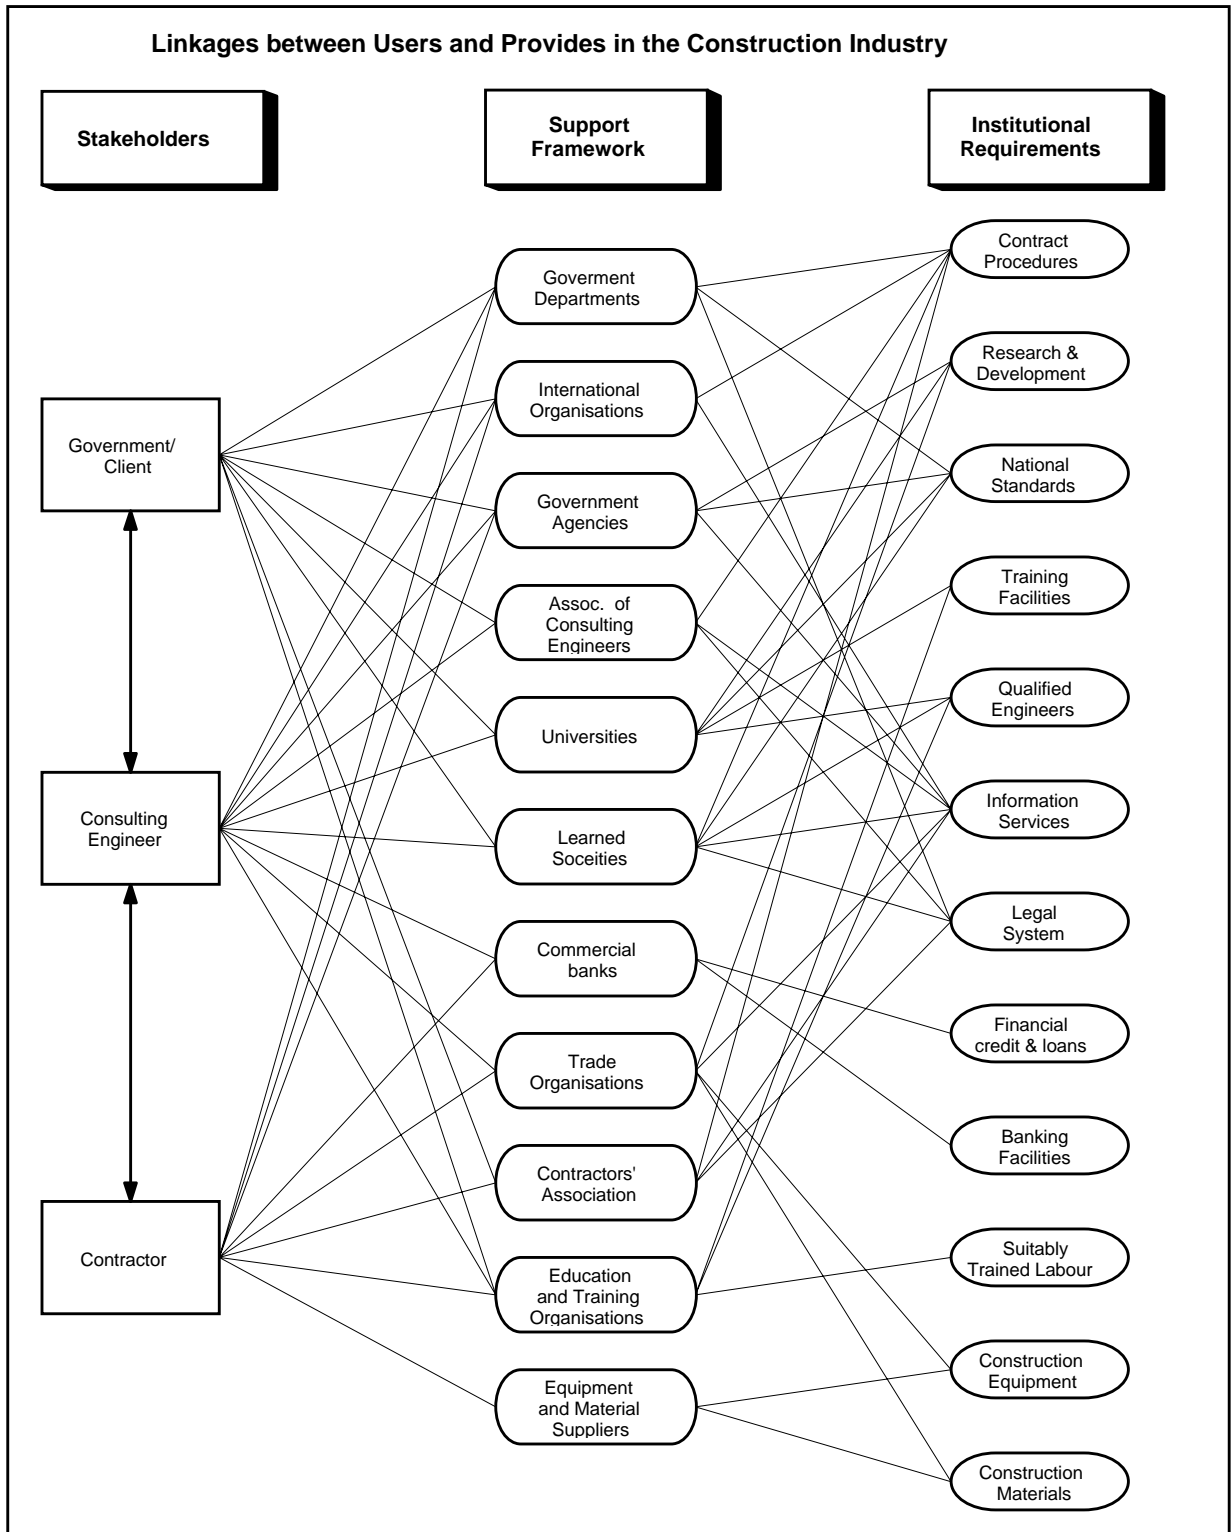 Linkages between Users and Provides in the Construction Industry
Stakeholders
Support
Framework
Institutional
Requirements
Government/
Client
Consulting
Engineer
Contractor
Goverment
Departments
International
Organisations
Government
Agencies
Assoc. of
Consulting
Engineers
Universities
Learned
Soceities
Commercial
banks
Trade
Organisations
Contractors'
Association
Education
and Training
Organisations
Equipment
and Material
Suppliers
Contract
Procedures
Research &
Development
National
Standards
Training
Facilities
Qualified
Engineers
Information
Services
Legal
System
Financial
credit & loans
Banking
Facilities
Suitably
Trained Labour
Construction
Equipment
Construction
Materials